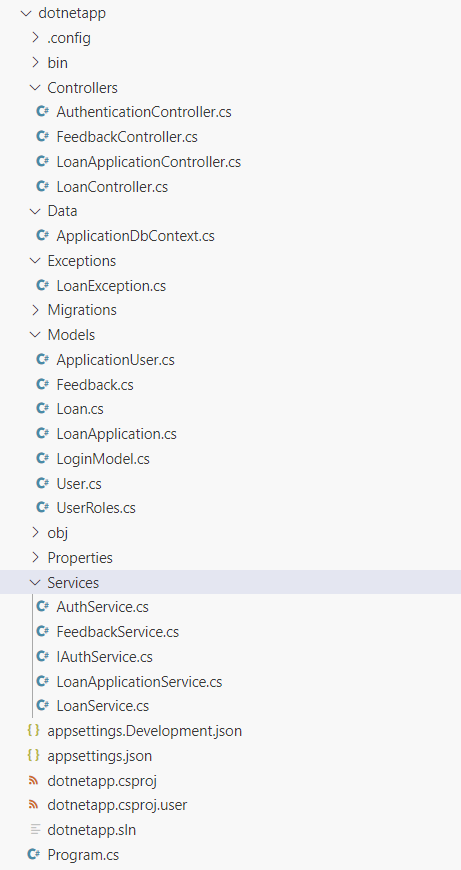 dotnetapp
.config
bin
Controllers
C# AuthenticationController.cs
C# FeedbackController.cs
C# LoanApplicationController.cs
C# LoanController.cs
Data
C# ApplicationDbContext.cs
Exceptions
C# LoanException.cs
Migrations
Models
C# ApplicationUser.cs
C# Feedback.cs
C# Loan.cs
C# LoanApplication.cs
C# LoginModel.cs
C# User.cs
C# UserRoles.cs
obj
Properties
Services
C# AuthService.cs
C# FeedbackService.cs
C# IAuthService.cs
C# LoanApplicationService.cs
C# LoanService.cs
{ } appsettings.Development.json
{ } appsettings.json
dotnetapp.csproj
dotnetapp.csproj.user
dotnetapp.sln
C# Program.cs